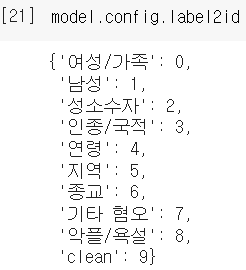 [21] model.config.label2id
{'여성/가족': 0,
'남성': 1,
'성소수자': 2,
'인종/국적': 3,
'연령': 4,
'지역': 5,
'종교': 6,
'기타 혐오': 7,
'악플/욕설': 8,
'clean': 9}